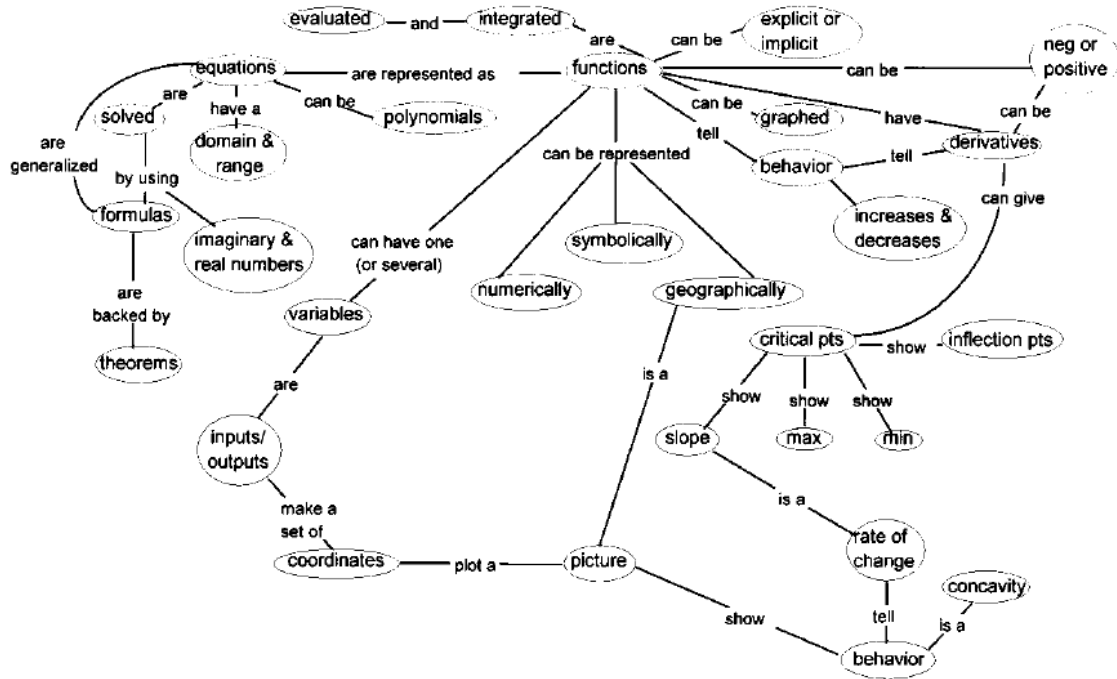 evaluated
and
integrated
are
explicit or
implicit
can be
neg or
positive
equations
are represented as
functions
can be
can be
solved
are
have a
can be
polynomials
can be
graphed
have
derivatives
are
generalized
domain &
range
can be represented
tell
behavior
tell
by using
can give
formulas
imaginary &
real numbers
can have one
(or several)
symbolically
increases &
decreases
numerically
geographically
are
backed by
variables
theorems
critical pts
show
inflection pts
is a
are
show
show
show
inputs/
outputs
slope
max
min
make a
set of
is a
coordinates
plot a
picture
rate of
change
concavity
show
tell
is a
behavior